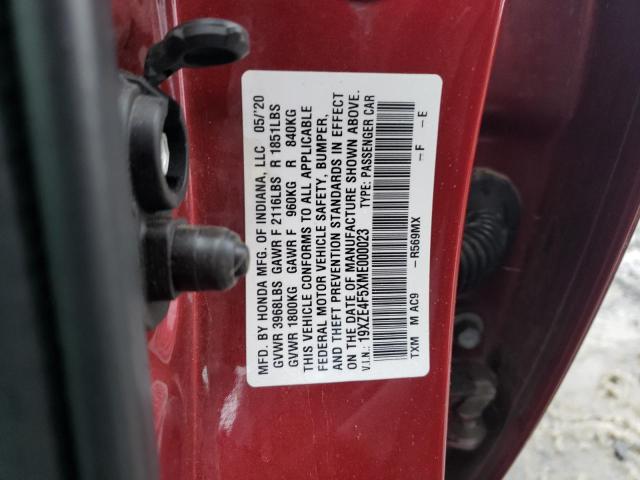 MFD. BY HONDA MFG. OF INDIANA, LLC 05/'20
GVWR 3968LBS GAWR F 2116LBS R 1851LBS
GVWR 1800KG GAWR F 960KG R 840KG
THIS VEHICLE CONFORMS TO ALL APPLICABLE
FEDERAL MOTOR VEHICLE SAFETY, BUMPER,
AND THEFT PREVENTION STANDARDS IN EFFECT
ON THE DATE OF MANUFACTURE SHOWN ABOVE.
V.I.N.: 19XZE4F5XME000023 TYPE: PASSENGER CAR
TXM M AC9 -R569MX -F -E